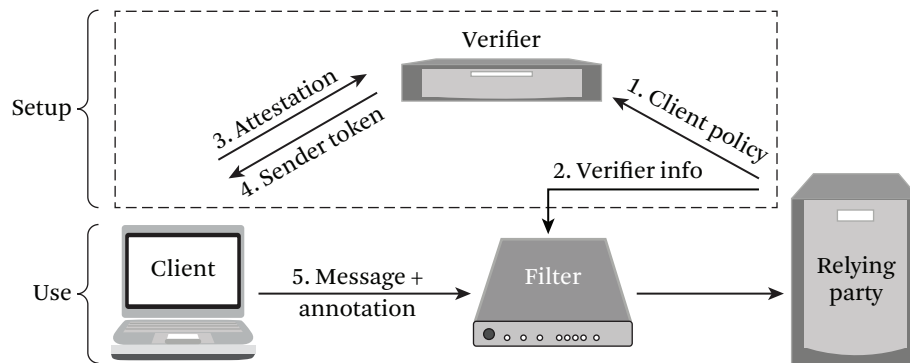 Verifier
Setup
3. Attestation
4. Sender token
1. Client policy
2. Verifier info
Use
Client
5. Message +
annotation
Filter
Relying
party